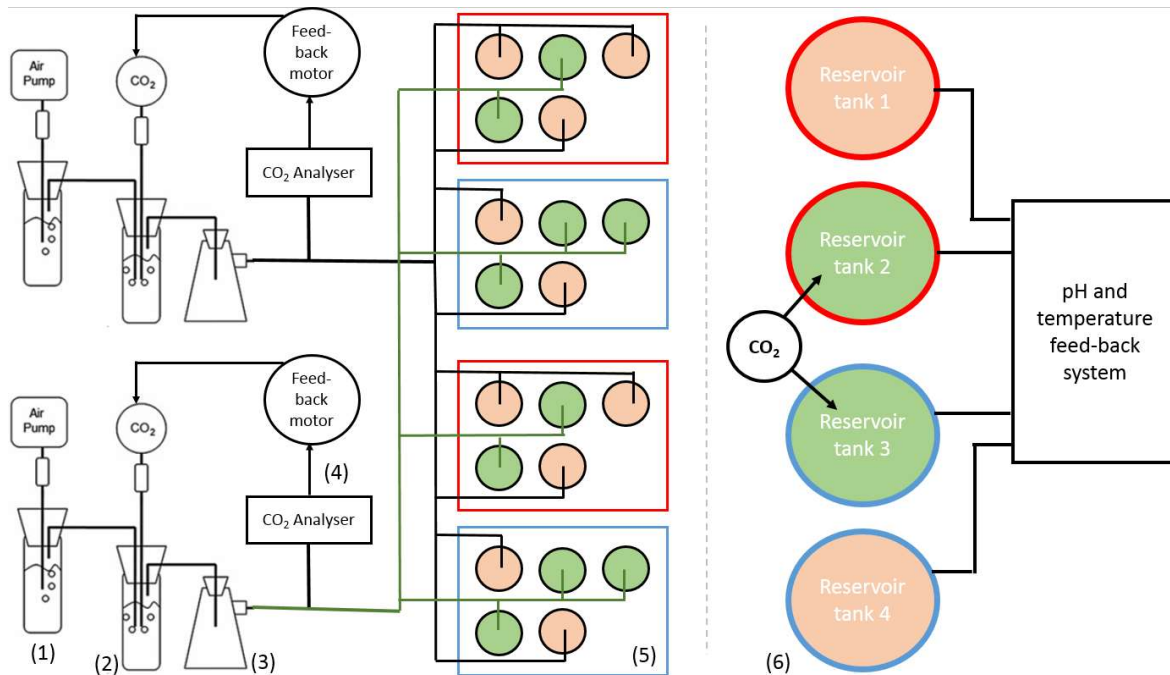 Air
Pump
CO₂
Feed-
back
motor
CO₂ Analyser
Air
Pump
CO₂
Feed-
back
motor
(4)
CO₂ Analyser
(1)
(2)
(3)
(5)
Reservoir
tank 1
Reservoir
tank 2
CO₂
Reservoir
tank 3
Reservoir
tank 4
pH and
temperature
feed-back
system
(6)